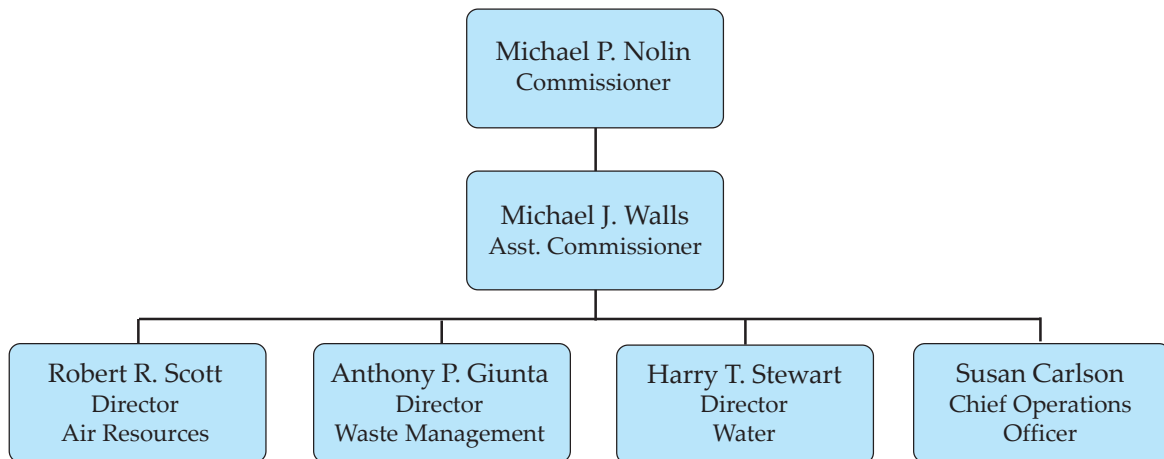 Michael P. Nolin
Commissioner
Michael J. Walls
Asst. Commissioner
Robert R. Scott
Director
Air Resources
Anthony P. Giunta
Director
Waste Management
Harry T. Stewart
Director
Water
Susan Carlson
Chief Operations
Officer